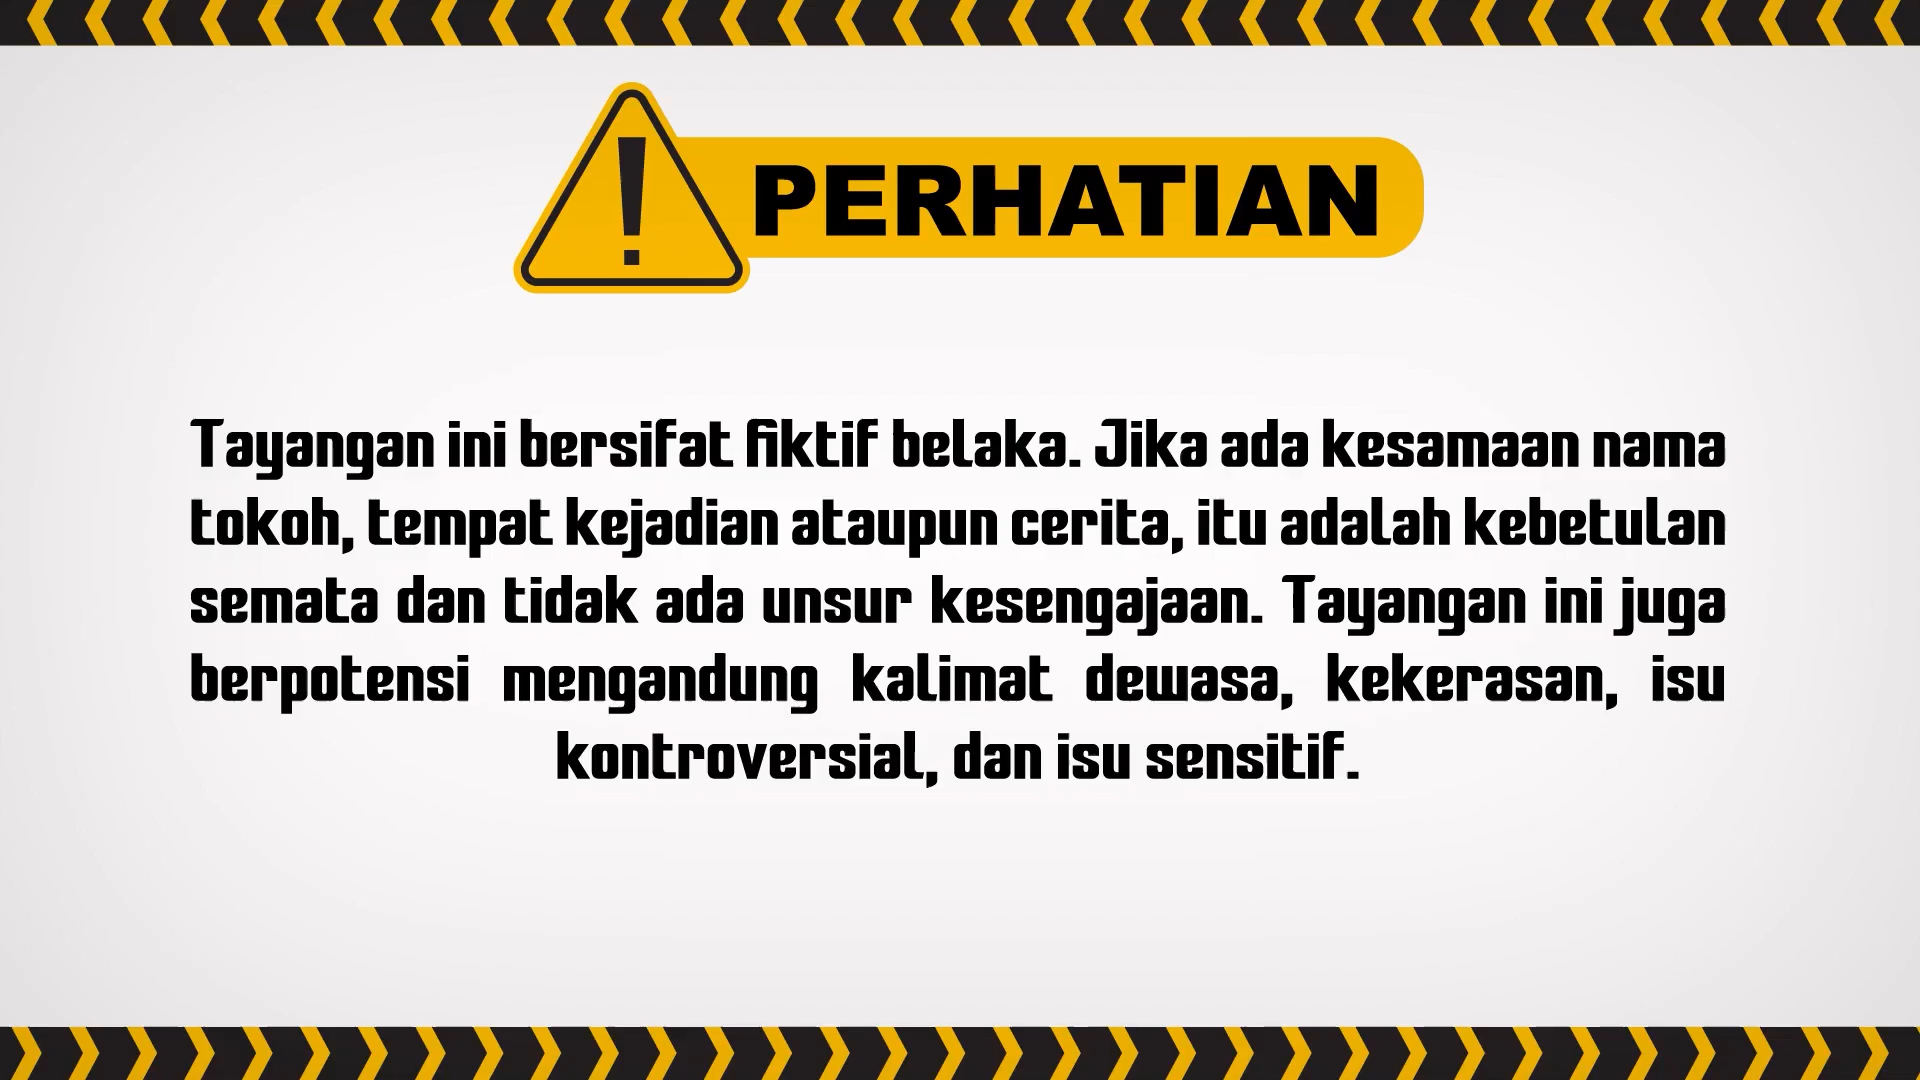 PERHATIAN
Tayangan ini bersifat fiktif belaka. Jika ada kesamaan nama
tokoh, tempat kejadian ataupun cerita, itu adalah kebetulan
semata dan tidak ada unsur kesengajaan. Tayangan ini juga
berpotensi mengandung kalimat dewasa, kekerasan, isu
kontroversial, dan isu sensitif.